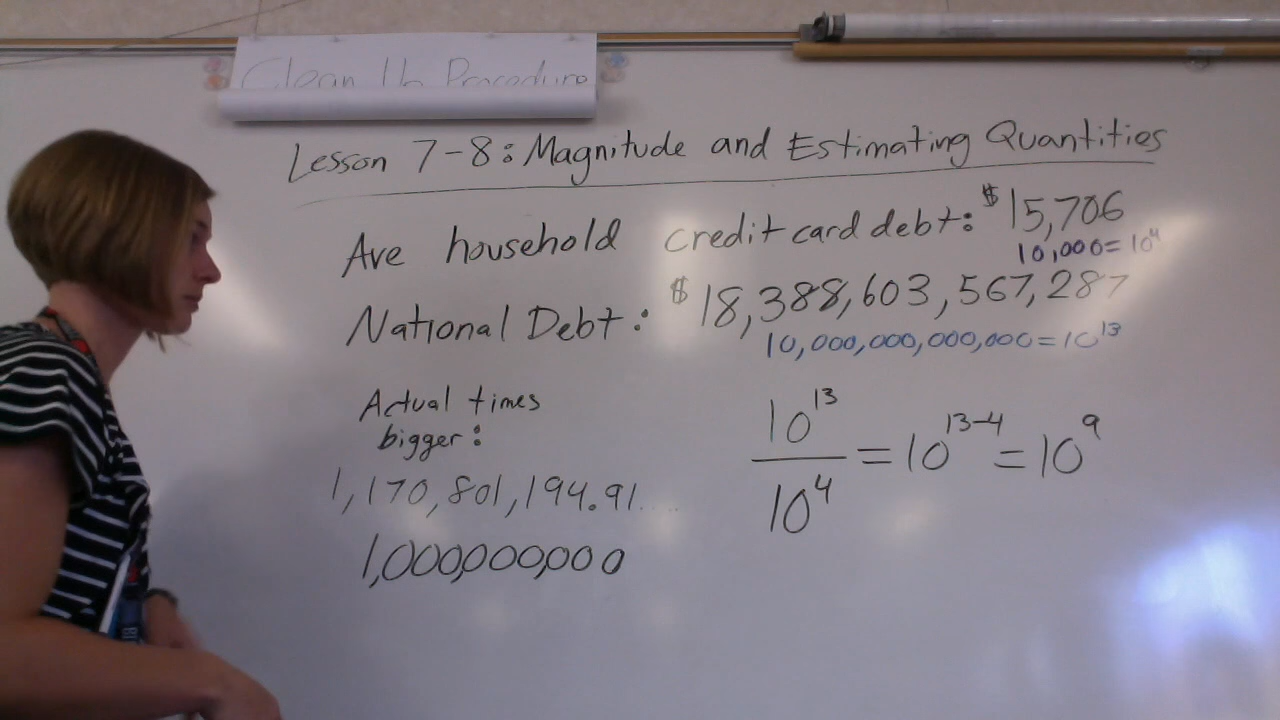 Clean Up Procedure
Lesson 7-8: Magnitude and Estimating Quantities
Ave household credit card debt: $15,706
10,000=10⁴
National Debt: $18,388,603,567,287
10,000,000,000,000=10¹³
Actual times
bigger:
1,170,801,194.91....
1,000,000,000
10¹³/10⁴ = 10¹³⁻⁴ = 10⁹